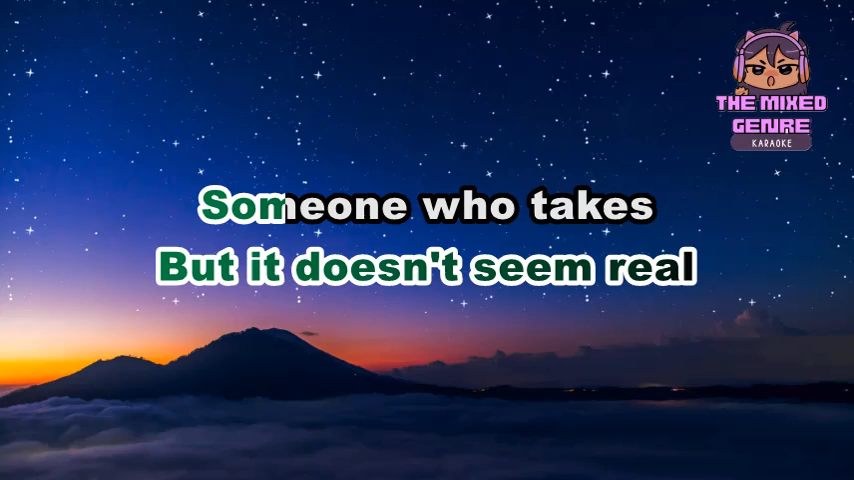 THE MIXED
GENRE
KARAOKE
Someone who takes
But it doesn't seem real